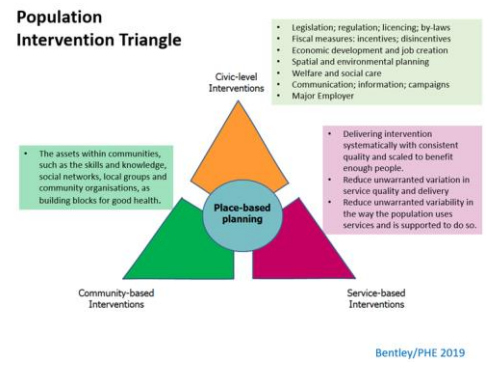 Population
Intervention Triangle
• Legislation; regulation; licencing; by-laws
• Fiscal measures: incentives; disincentives
• Economic development and job creation
• Spatial and environmental planning
• Welfare and social care
• Communication; information; campaigns
• Major Employer
Civic-level
Interventions
• The assets within communities,
such as the skills and knowledge,
social networks, local groups and
community organisations, as
building blocks for good health.
• Delivering intervention
systematically with consistent
quality and scaled to benefit
enough people.
• Reduce unwarranted variation in
service quality and delivery
• Reduce unwarranted variability in
the way the population uses
services and is supported to do so.
Place-based
planning
Community-based
Interventions
Service-based
Interventions
Bentley/PHE 2019